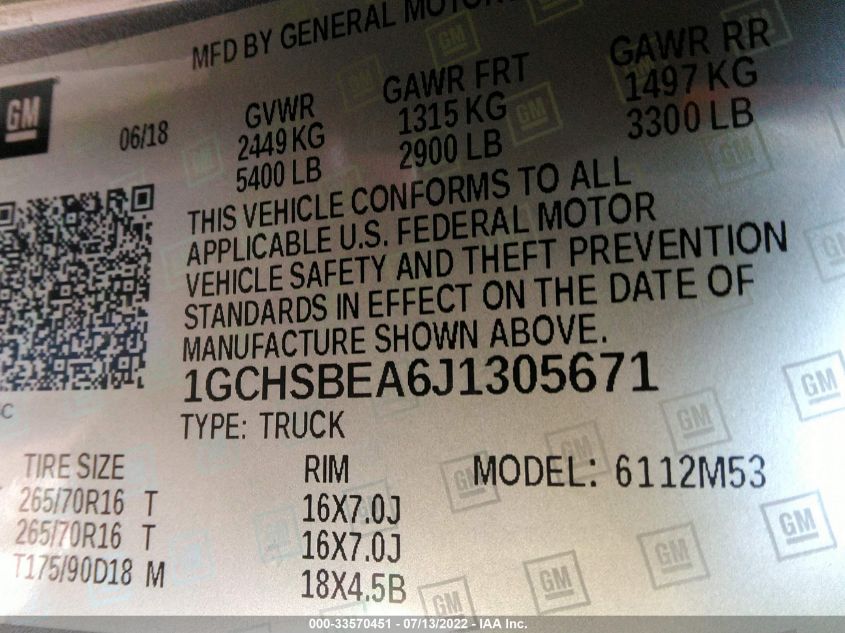 MFD BY GENERAL MOTORS
GM
06/18
GVWR
2449 KG
5400 LB
GAWR FRT
1315 KG
2900 LB
GAWR RR
1497 KG
3300 LB
THIS VEHICLE CONFORMS TO ALL
APPLICABLE U.S. FEDERAL MOTOR
VEHICLE SAFETY AND THEFT PREVENTION
STANDARDS IN EFFECT ON THE DATE OF
MANUFACTURE SHOWN ABOVE.
1GCHSBEA6J1305671
TYPE: TRUCK
TIRE SIZE
265/70R16 T
265/70R16 T
T175/90D18 M
RIM
16X7.0J
16X7.0J
18X4.5B
MODEL: 6112M53
000-33570451 - 07/13/2022 - IAA Inc.